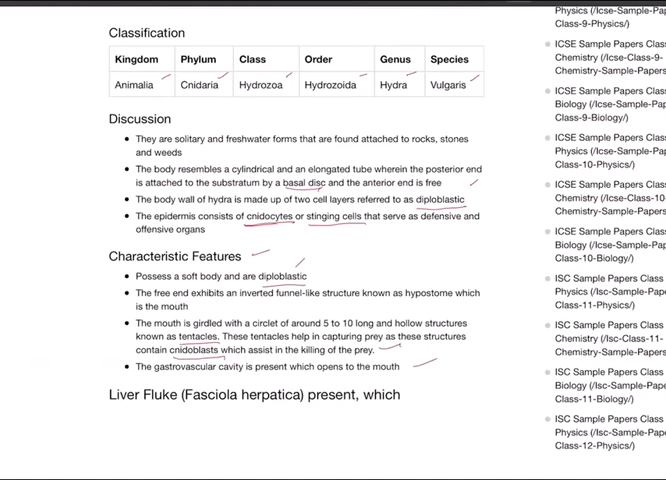 Classification
Kingdom Phylum Class Order Genus Species
Animalia Cnidaria Hydrozoa Hydrozoida Hydra Vulgaris
Discussion
They are solitary and freshwater forms that are found attached to rocks, stones
and weeds
The body resembles a cylindrical and an elongated tube wherein the posterior end
is attached to the substratum by a basal disc and the anterior end is free
The body wall of hydra is made up of two cell layers referred to as diploblastic
The epidermis consists of cnidocytes or stinging cells that serve as defensive and
offensive organs
Characteristic Features
Possess a soft body and are diploblastic
The free end exhibits an inverted funnel-like structure known as hypostome which
is the mouth
The mouth is girdled with a circlet of around 5 to 10 long and hollow structures
known as tentacles. These tentacles help in capturing prey as these structures
contain cnidoblasts which assist in the killing of the prey.
The gastrovascular cavity is present which opens to the mouth
Liver Fluke (Fasciola herpatica) present, which
Physics (/Icse-Sample-Pap
Class-9-Physics/)
ICSE Sample Papers Class
Chemistry (/Icse-Class-9-
Chemistry-Sample-Papers
ICSE Sample Papers Class
Biology (/Icse-Sample-Pap
Class-9-Biology/)
ICSE Sample Papers Class
Physics (/Icse-Sample-Pap
Class-10-Physics/)
ICSE Sample Papers Class
Chemistry (/Icse-Class-10-
Chemistry-Sample-Papers
ICSE Sample Papers Class
Biology (/Icse-Sample-Pap
Class-10-Biology/)
ISC Sample Papers Class
Physics (/Isc-Sample-Pape
Class-11-Physics/)
ISC Sample Papers Class
Chemistry (/Isc-Class-11-
Chemistry-Sample-Papers
ISC Sample Papers Class
Biology (/Isc-Sample-Pape
Class-11-Biology/)
ISC Sample Papers Class
Physics (/Isc-Sample-Pape
Class-12-Physics/)